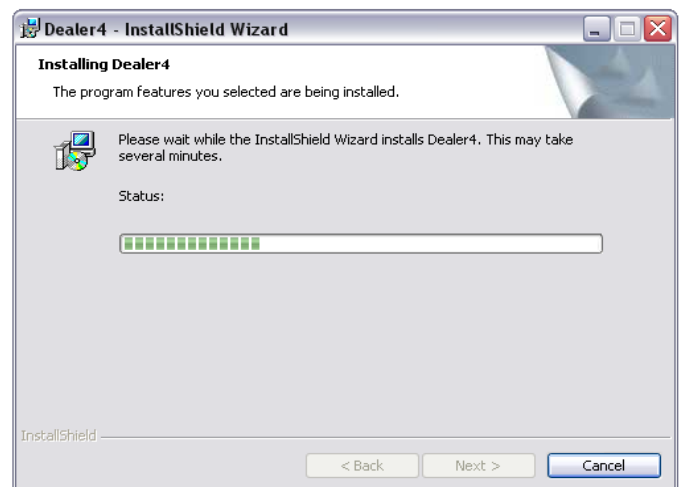 Dealer4 - InstallShield Wizard
Installing Dealer4
The program features you selected are being installed.
Please wait while the InstallShield Wizard installs Dealer4. This may take
several minutes.
Status:
InstallShield
< Back
Next >
Cancel